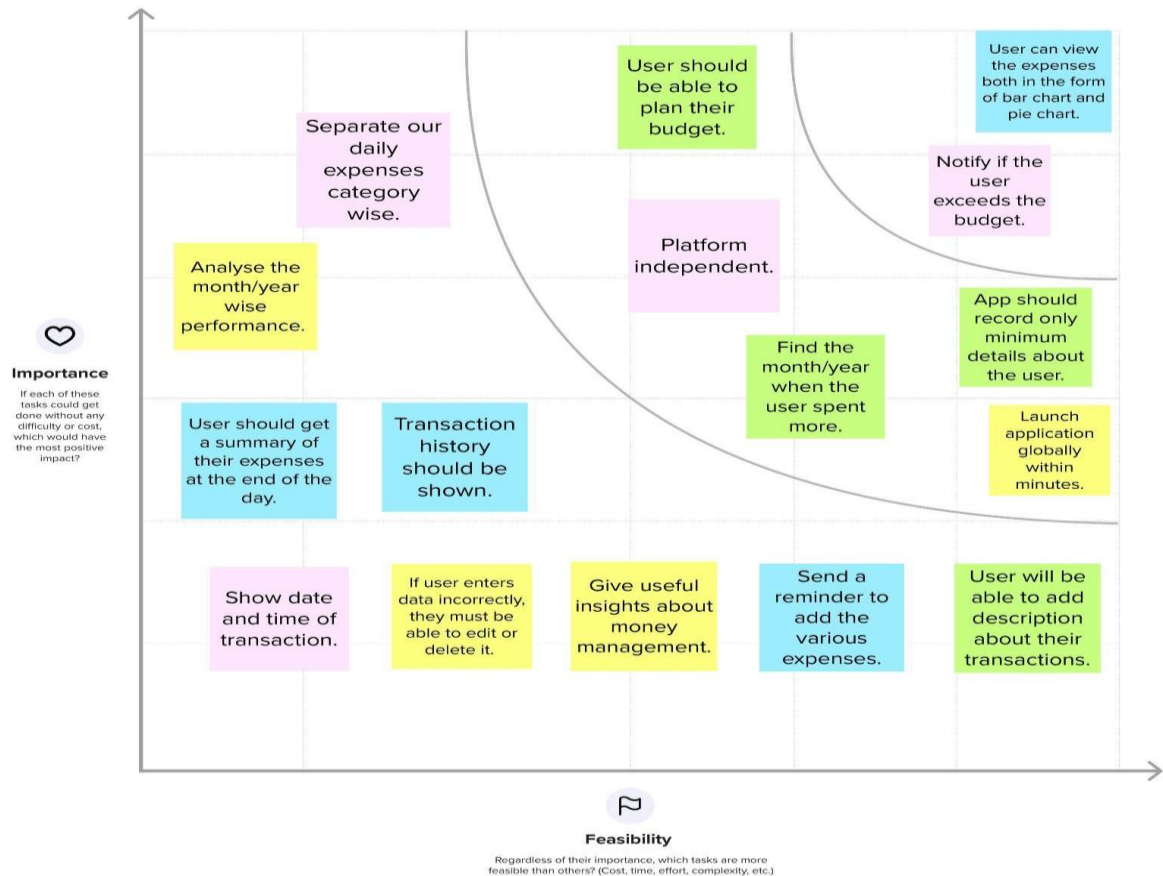 User can view
the expenses
both in the form
of bar chart and
pie chart.
User should
be able to
plan their
budget.
Separate our
daily
expenses
category
wise.
Notify if the
user
exceeds the
budget.
Platform
independent.
Analyse the
month/year
wise
performance.
App should
record only
minimum
details about
the user.
Find the
month/year
when the
user spent
more.
Importance
If each of these
tasks could get
done without any
difficulty or cost,
which would have
the most positive
impact?
User should get
a summary of
their expenses
at the end of the
day.
Transaction
history
should be
shown.
Launch
application
globally
within
minutes.
Show date
and time of
transaction.
If user enters
data incorrectly,
they must be
able to edit or
delete it.
Give useful
insights about
money
management.
Send a
reminder to
add the
various
expenses.
User will be
able to add
description
about their
transactions.
Feasibility
Regardless of their importance, which tasks are more
feasible than others? (Cost, time, effort, complexity, etc.)